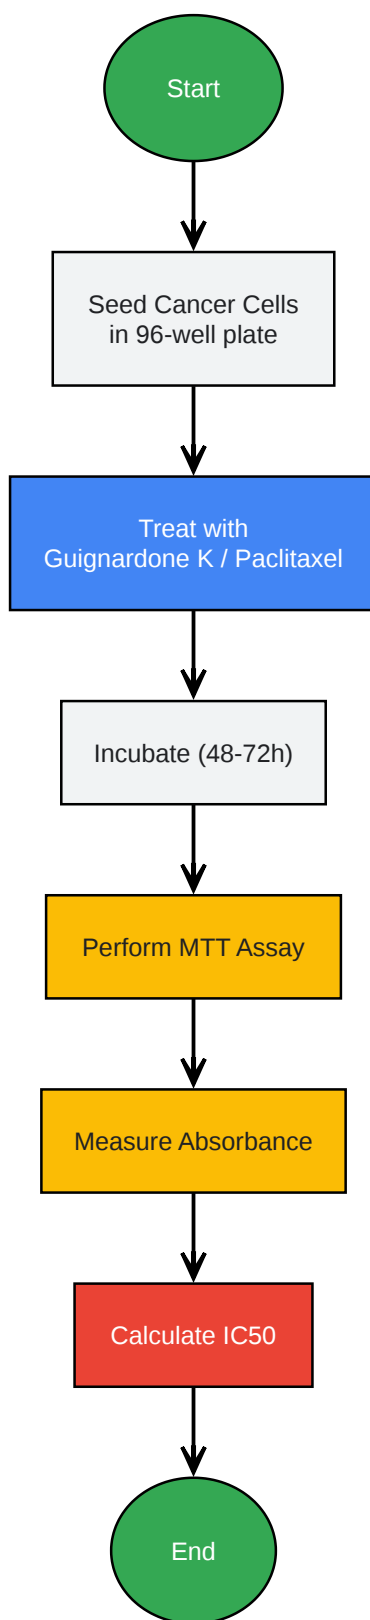 Start
Seed Cancer Cells
in 96-well plate
Treat with
Guignardone K / Paclitaxel
Incubate (48-72h)
Perform MTT Assay
Measure Absorbance
Calculate IC50
End